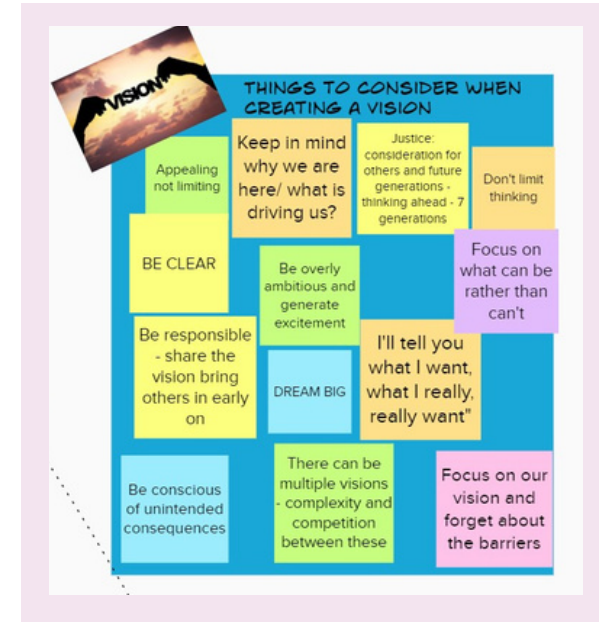 VISION
THINGS TO CONSIDER WHEN
CREATING A VISION
Appealing
not limiting
Keep in mind
why we are
here/ what is
driving us?
Justice:
consideration for
others and future
generations -
thinking ahead - 7
generations
Don't limit
thinking
BE CLEAR
Be overly
ambitious and
generate
excitement
Focus on
what can be
rather than
can't
Be responsible
- share the
vision bring
others in early
on
DREAM BIG
I'll tell you
what I want,
what I really,
really want"
Be conscious
of unintended
consequences
There can be
multiple visions
- complexity and
competition
between these
Focus on our
vision and
forget about
the barriers